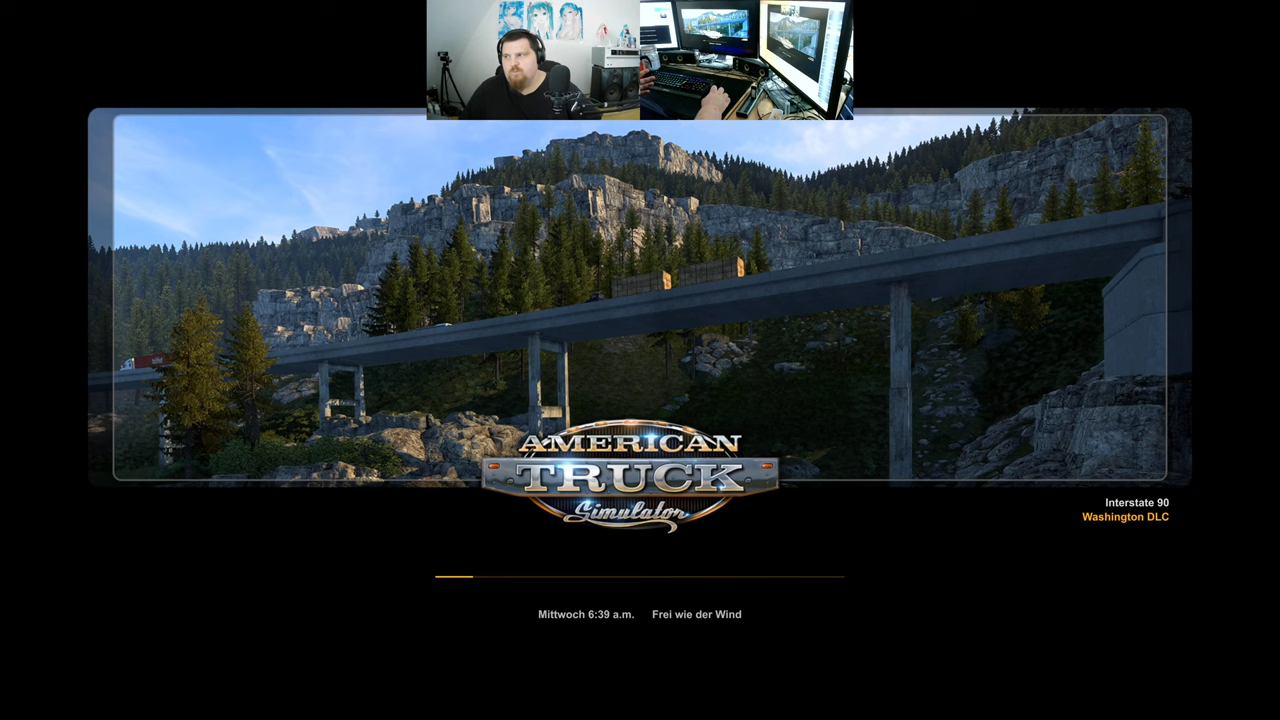 AMERICAN
TRUCK
Simulator
Interstate 90
Washington DLC
Mittwoch 6:39 a.m. Frei wie der Wind